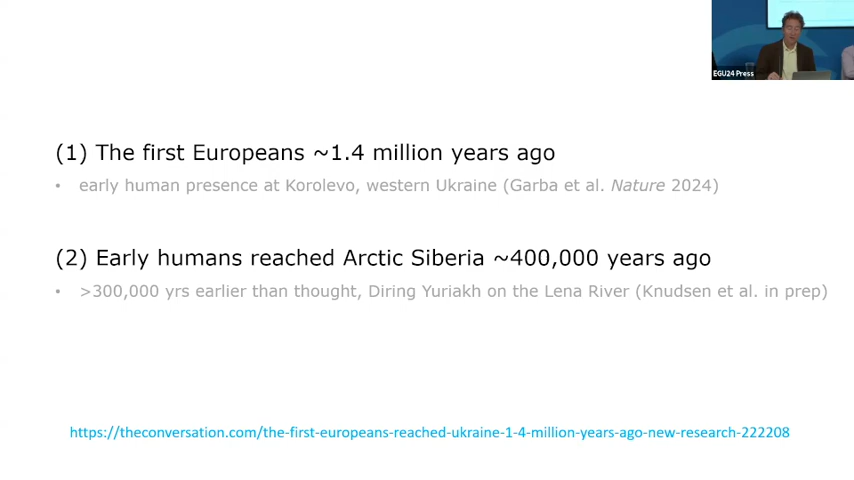 EGU24 Press
(1) The first Europeans ~1.4 million years ago
• early human presence at Korolevo, western Ukraine (Garba et al. Nature 2024)
(2) Early humans reached Arctic Siberia ~400,000 years ago
• >300,000 yrs earlier than thought, Diring Yuriakh on the Lena River (Knudsen et al. in prep)
https://theconversation.com/the-first-europeans-reached-ukraine-1-4-million-years-ago-new-research-222208